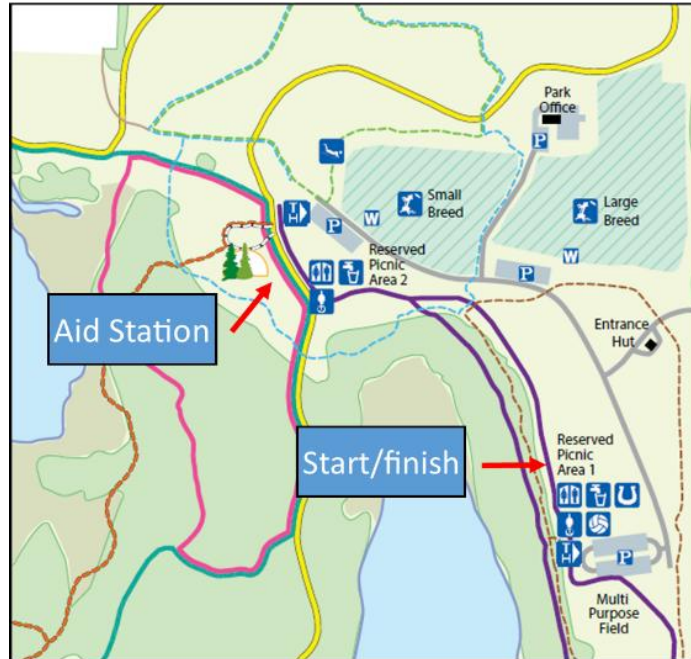 Park
Office
P
Small
Breed
Large
Breed
T
H
P
W
W
Reserved
Picnic
Area 2
P
Aid Station
Entrance
Hut
Start/finish
Reserved
Picnic
Area 1
T
H
P
Multi
Purpose
Field